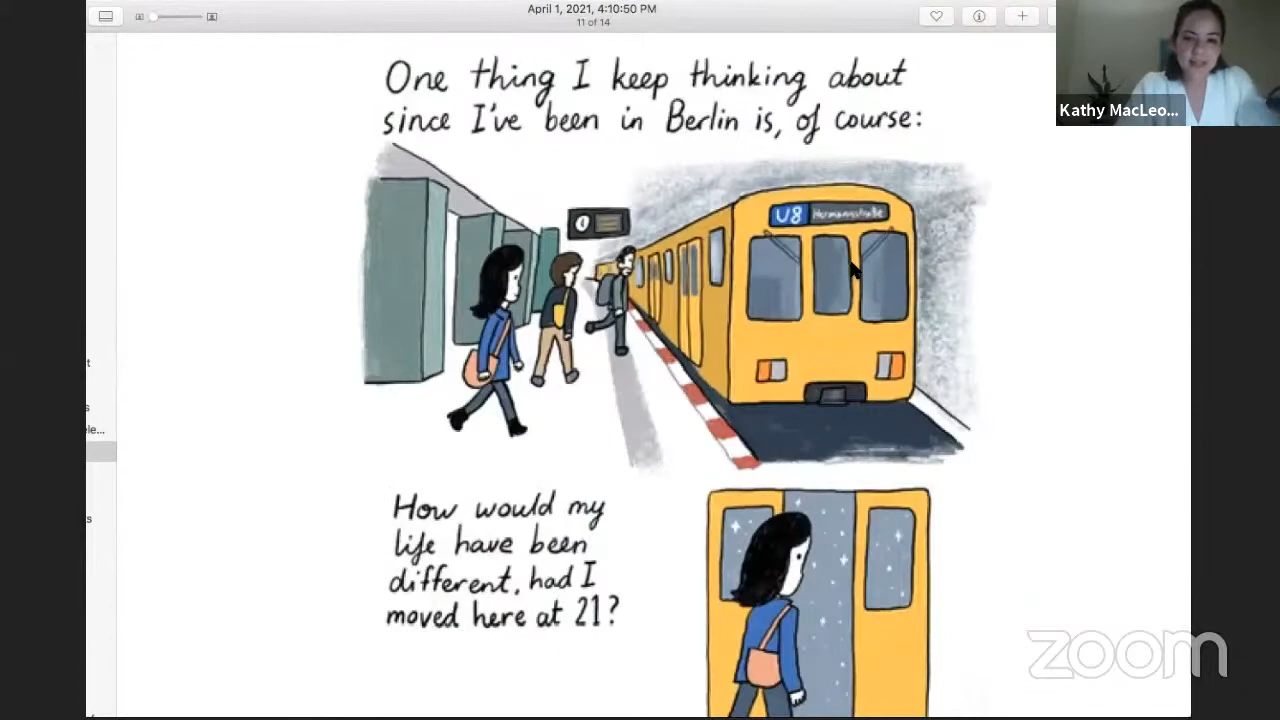 April 1, 2021, 4:10:50 PM
11 of 14
Kathy MacLeo...
One thing I keep thinking about
since I've been in Berlin is, of course:
U8 Hermannstraße
t
s
ele...
s
How would my
life have been
different, had I
moved here at 21?
zoom